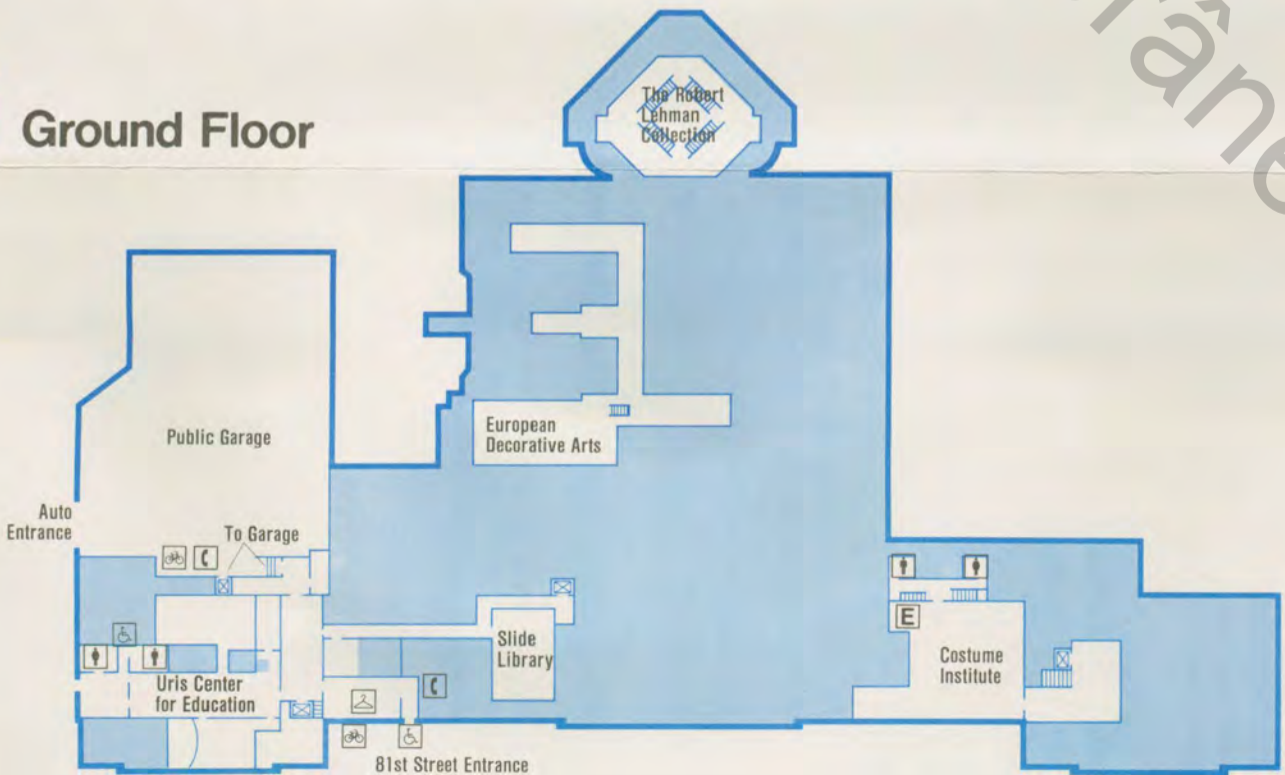 Ground Floor
The Robert
Lehman
Collection
Public Garage
European
Decorative Arts
Auto
Entrance
To Garage
E
Slide
Library
Costume
Institute
Uris Center
for Education
81st Street Entrance